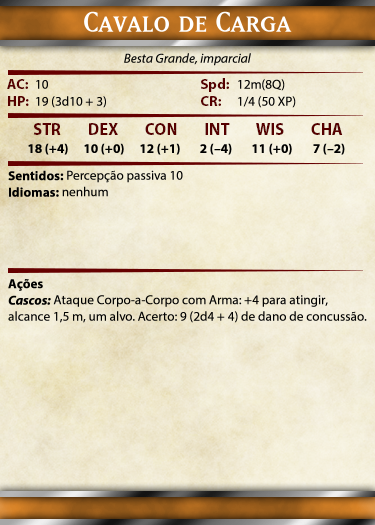 Cavalo de Carga
Besta Grande, imparcial
AC: 10 Spd: 12m(8Q)
HP: 19 (3d10 + 3) CR: 1/4 (50 XP)
STR DEX CON INT WIS CHA
18 (+4) 10 (+0) 12 (+1) 2 (–4) 11 (+0) 7 (–2)
Sentidos: Percepção passiva 10
Idiomas: nenhum
Ações
Cascos: Ataque Corpo-a-Corpo com Arma: +4 para atingir,
alcance 1,5 m, um alvo. Acerto: 9 (2d4 + 4) de dano de concussão.